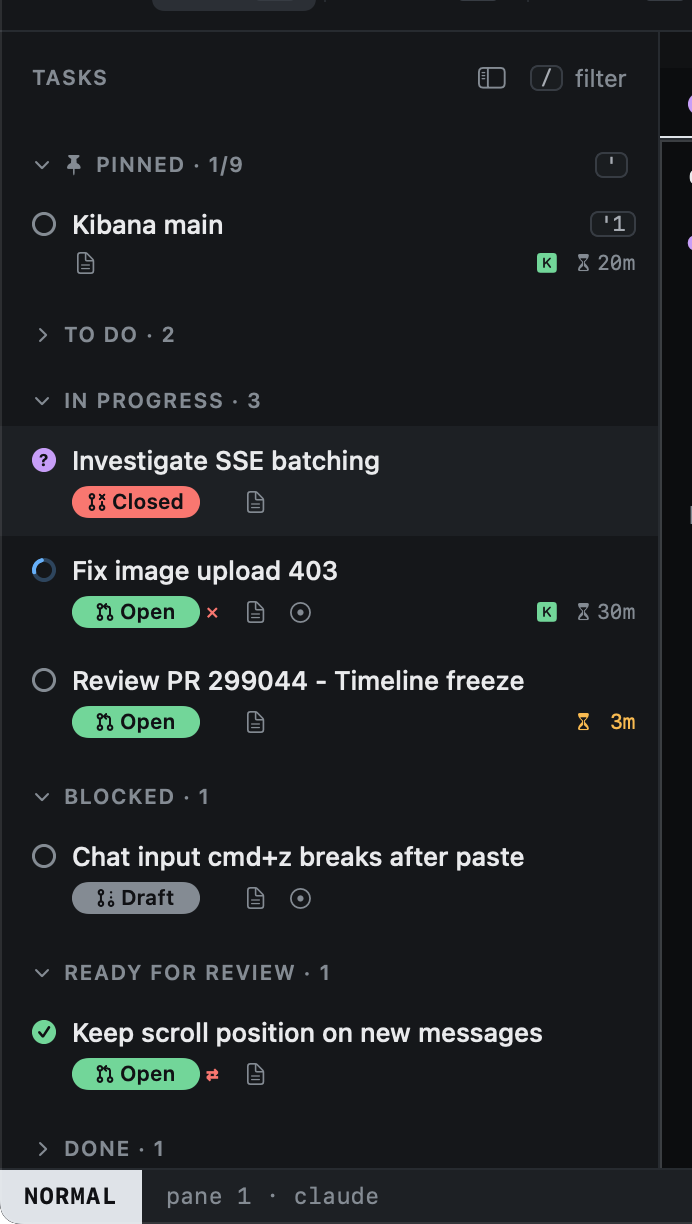 TASKS / filter
PINNED · 1/9 '
Kibana main '1
K 20m
TO DO · 2
IN PROGRESS · 3
? Investigate SSE batching
Closed
Fix image upload 403
Open × K 30m
Review PR 299044 - Timeline freeze
Open 3m
BLOCKED · 1
Chat input cmd+z breaks after paste
Draft
READY FOR REVIEW · 1
Keep scroll position on new messages
Open
DONE · 1
NORMAL pane 1 · claude